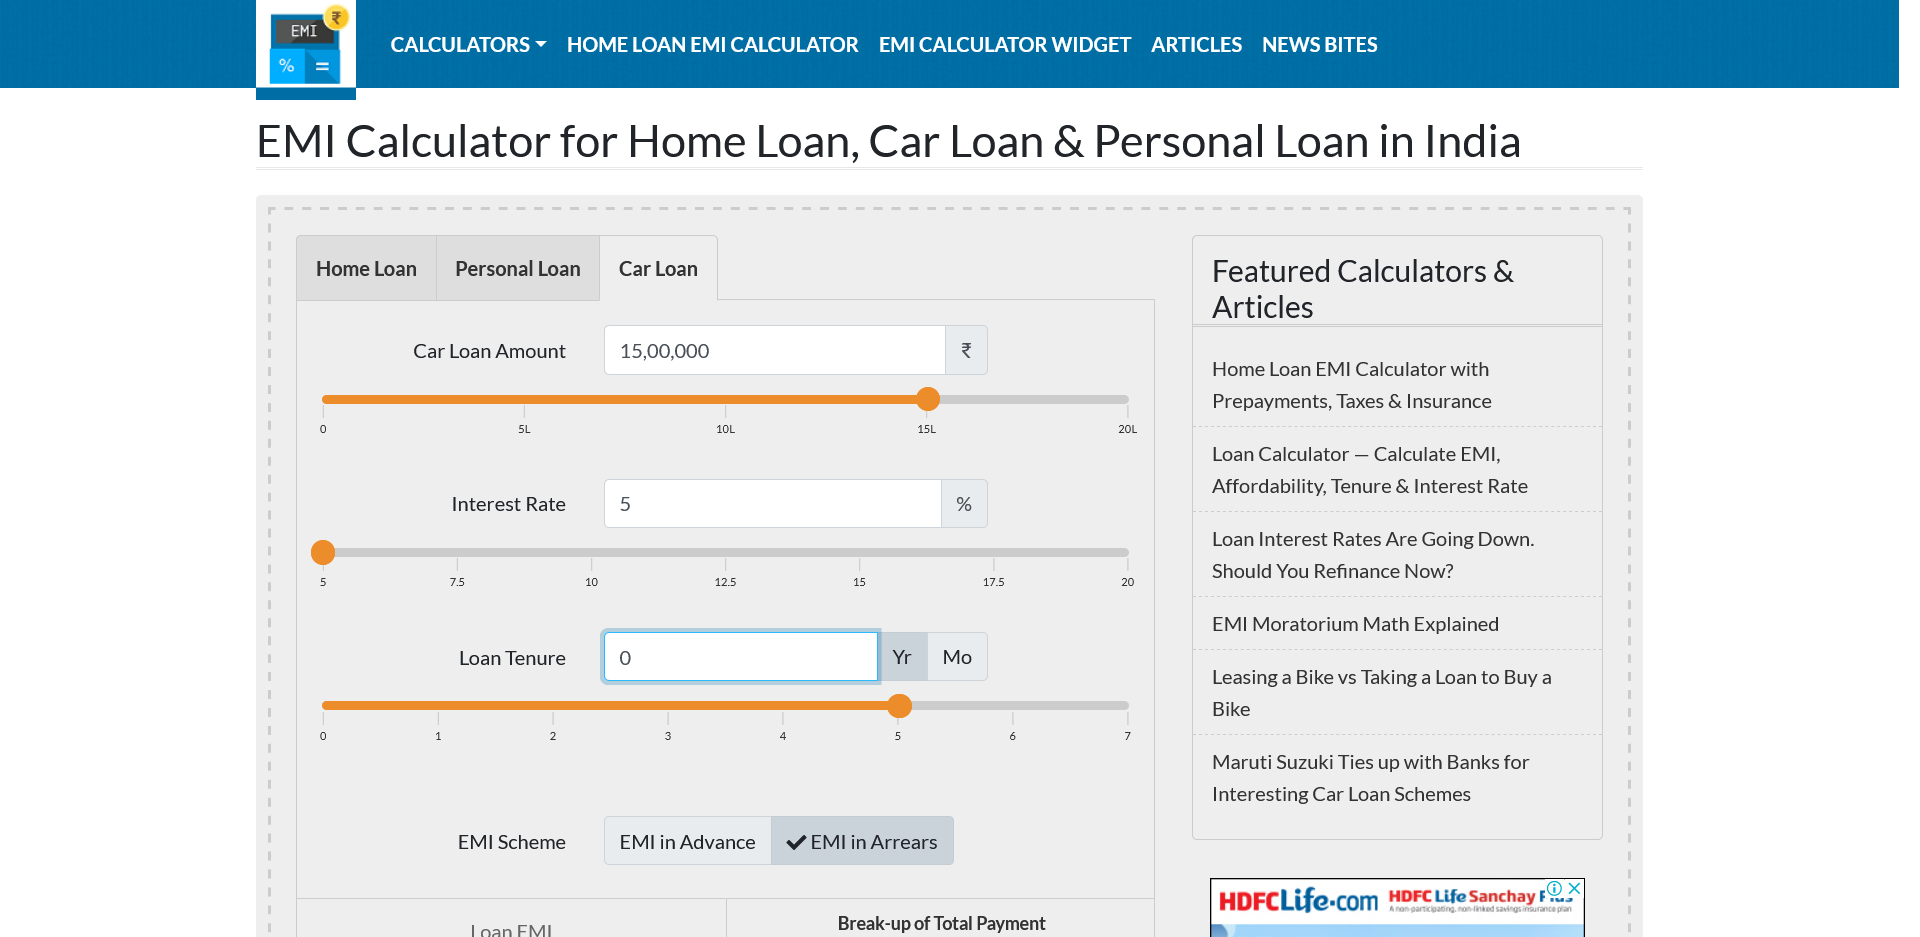 EMI
₹
%
=
CALCULATORS
HOME LOAN EMI CALCULATOR
EMI CALCULATOR WIDGET
ARTICLES
NEWS BITES
EMI Calculator for Home Loan, Car Loan & Personal Loan in India
Home Loan
Personal Loan
Car Loan
Car Loan Amount
15,00,000
₹
0
5L
10L
15L
20L
Interest Rate
5
%
5
7.5
10
12.5
15
17.5
20
Loan Tenure
0
Yr
Mo
0
1
2
3
4
5
6
7
EMI Scheme
EMI in Advance
EMI in Arrears
Loan EMI
Break-up of Total Payment
Featured Calculators &
Articles
Home Loan EMI Calculator with
Prepayments, Taxes & Insurance
Loan Calculator — Calculate EMI,
Affordability, Tenure & Interest Rate
Loan Interest Rates Are Going Down.
Should You Refinance Now?
EMI Moratorium Math Explained
Leasing a Bike vs Taking a Loan to Buy a
Bike
Maruti Suzuki Ties up with Banks for
Interesting Car Loan Schemes
HDFCLife.com
HDFC Life Sanchay Plus
A non-participating, non-linked savings insurance plan